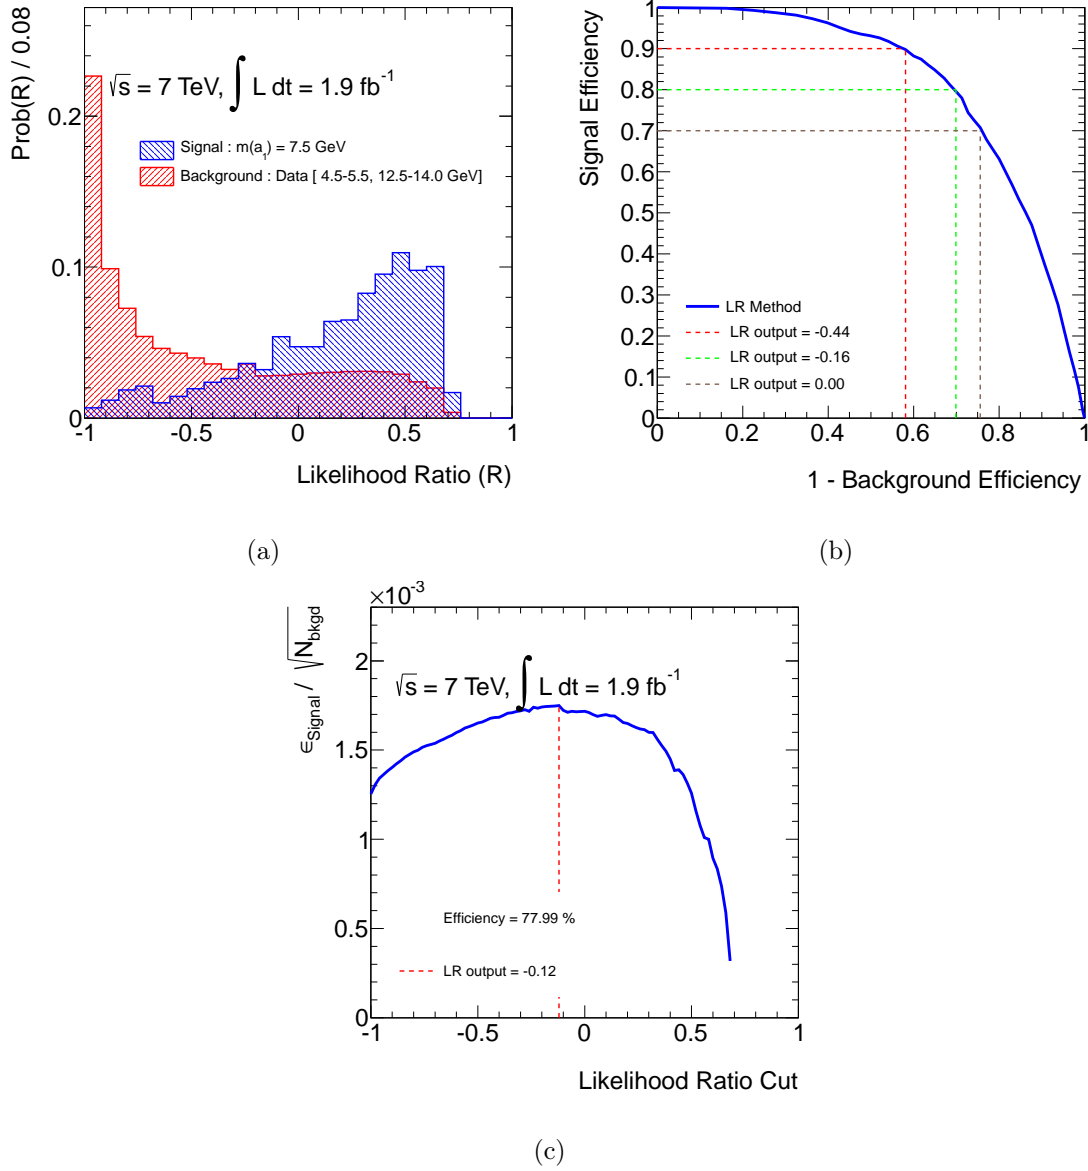 Prob(R) / 0.08
√s = 7 TeV, ∫ L dt = 1.9 fb⁻¹
Signal : m(a₁) = 7.5 GeV
Background : Data [ 4.5-5.5, 12.5-14.0 GeV]
0.2
0.1
0
-1 -0.5 0 0.5 1
Likelihood Ratio (R)
(a)
Signal Efficiency
1
0.9
0.8
0.7
0.6
0.5
0.4
0.3
0.2
0.1
0
LR Method
LR output = -0.44
LR output = -0.16
LR output = 0.00
0 0.2 0.4 0.6 0.8 1
1 - Background Efficiency
(b)
×10⁻³
ϵSignal / √Nbkgd
√s = 7 TeV, ∫ L dt = 1.9 fb⁻¹
2
1.5
1
0.5
0
Efficiency = 77.99 %
LR output = -0.12
-1 -0.5 0 0.5 1
Likelihood Ratio Cut
(c)